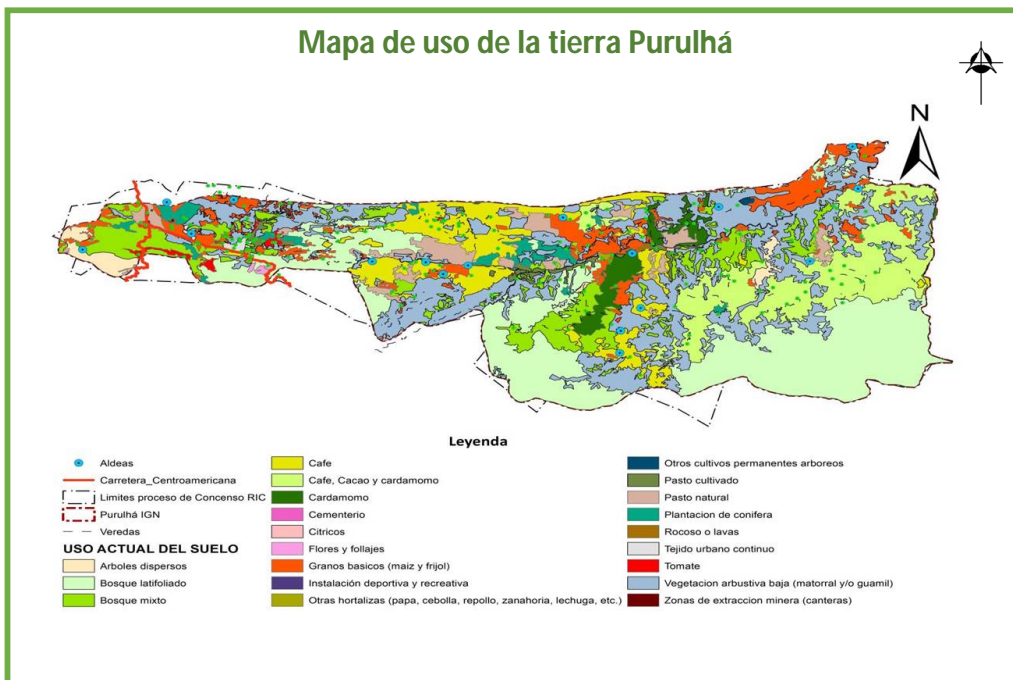 Mapa de uso de la tierra Purulhá
N
Leyenda
Aldeas
Carretera_Centroamericana
Limites proceso de Concenso RIC
Purulhá IGN
Veredas
USO ACTUAL DEL SUELO
Arboles dispersos
Bosque latifoliado
Bosque mixto
Cafe
Cafe, Cacao y cardamomo
Cardamomo
Cementerio
Citricos
Flores y follajes
Granos basicos (maiz y frijol)
Instalación deportiva y recreativa
Otras hortalizas (papa, cebolla, repollo, zanahoria, lechuga, etc.)
Otros cultivos permanentes arboreos
Pasto cultivado
Pasto natural
Plantacion de conifera
Rocoso o lavas
Tejido urbano continuo
Tomate
Vegetacion arbustiva baja (matorral y/o guamil)
Zonas de extraccion minera (canteras)